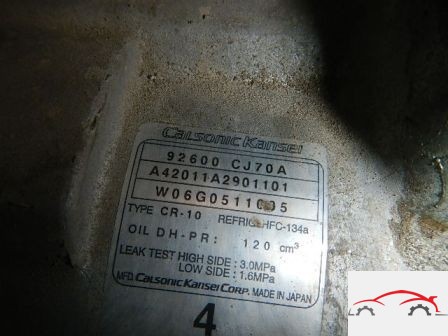 Calsonic Kansei
92600 CJ70A
A42011A2901101
W06G0511005
TYPE CR-10 REFRIG.HFC-134a
OIL DH-PR: 120 cm³
LEAK TEST HIGH SIDE : 3.0MPa
LOW SIDE : 1.6MPa
MFD. CALSONIC KANSEI CORP. MADE IN JAPAN
4